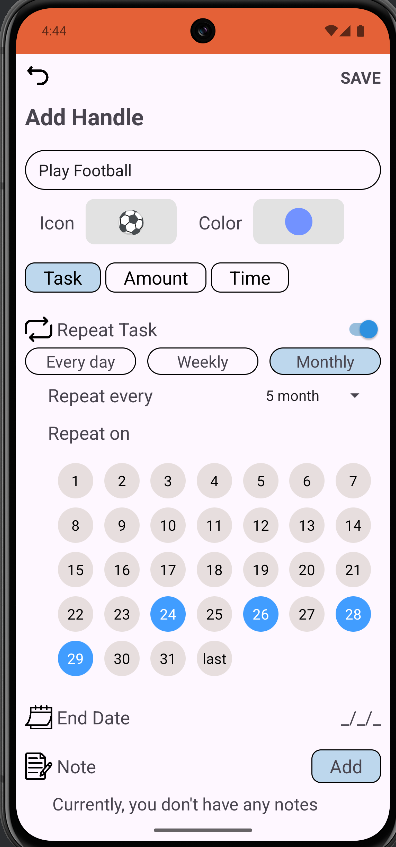 4:44
SAVE
Add Handle
Play Football
Icon Color
Task Amount Time
Repeat Task
Every day Weekly Monthly
Repeat every 5 month
Repeat on
1 2 3 4 5 6 7
8 9 10 11 12 13 14
15 16 17 18 19 20 21
22 23 24 25 26 27 28
29 30 31 last
End Date _/_/_
Note Add
Currently, you don't have any notes